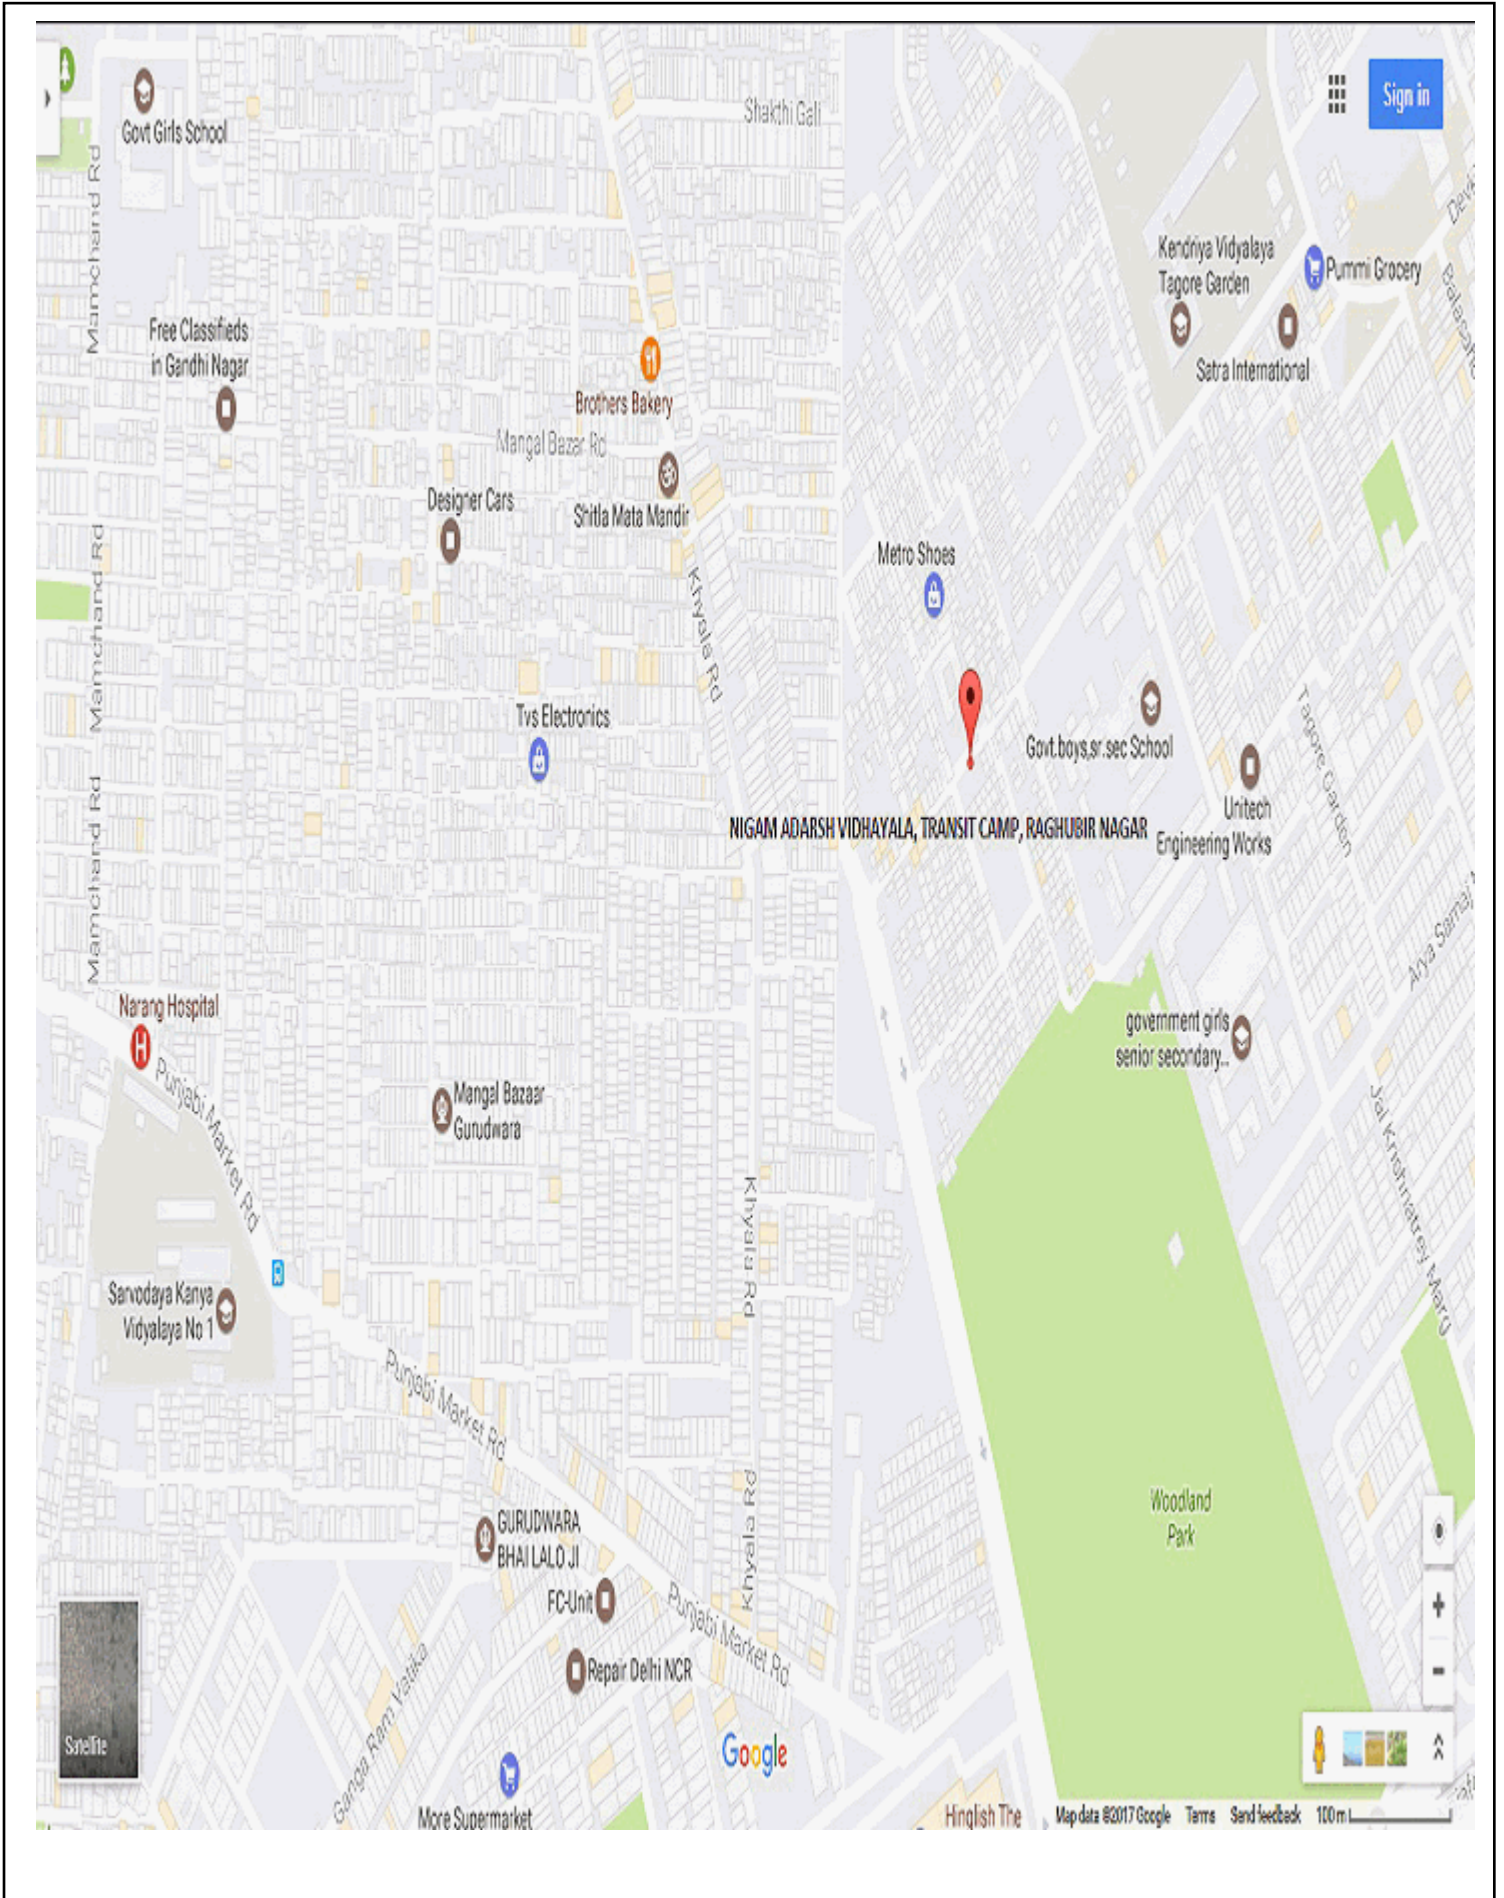 Sign in
Govt Girls School
Shakthi Gali
Mamchand Rd
Kendriya Vidyalaya
Tagore Garden
Pummi Grocery
Free Classifieds
in Gandhi Nagar
Satra International
Brothers Bakery
Mangal Bazar Rd
Designer Cars
Shitla Mata Mandir
Mamchand Rd
Metro Shoes
Khyala Rd
Tvs Electronics
Govt.boys,sr.sec School
Tagore Garden
Mamchand Rd
NIGAM ADARSH VIDHAYALA, TRANSIT CAMP, RAGHUBIR NAGAR
Unitech
Engineering Works
Arya Samaj
Narang Hospital
H
government girls
senior secondary...
Punjabi Market Rd
Mangal Bazaar
Gurudwara
Jai Krishnatrey Marg
Khyala Rd
Sarvodaya Kanya
Vidyalaya No 1
Punjabi Market Rd
Woodland
Park
Khyala Rd
GURUDWARA
BHAI LALO JI
FC-Unit
Punjabi Market Rd
Repair Delhi NCR
Ganga Ram Vatika
Satellite
Google
More Supermarket
Hinglish The
Map data ©2017 Google
Terms
Send feedback
100 m